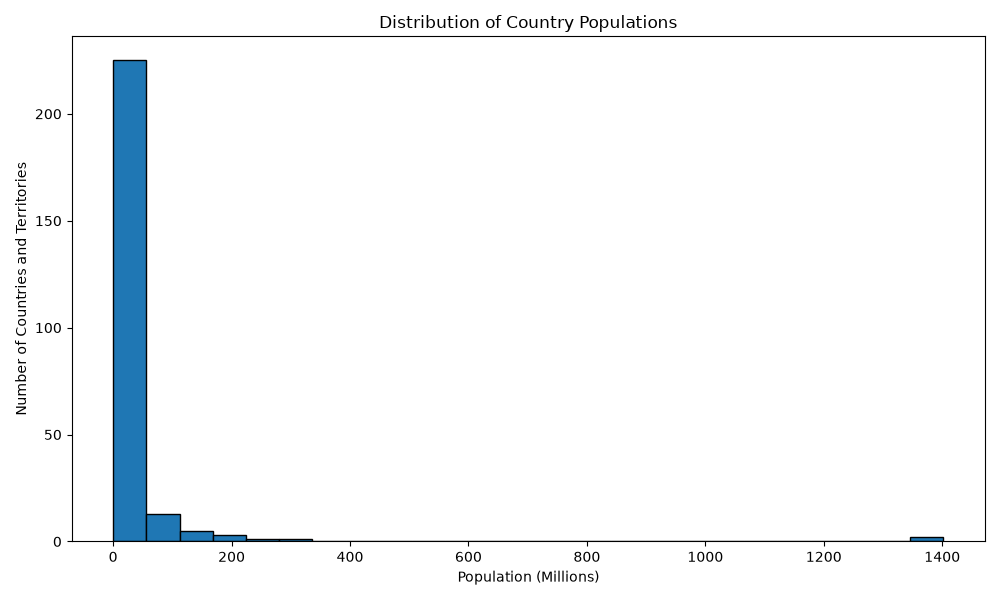 Distribution of Country Populations
Number of Countries and Territories
200
150
100
50
0
0 200 400 600 800 1000 1200 1400
Population (Millions)